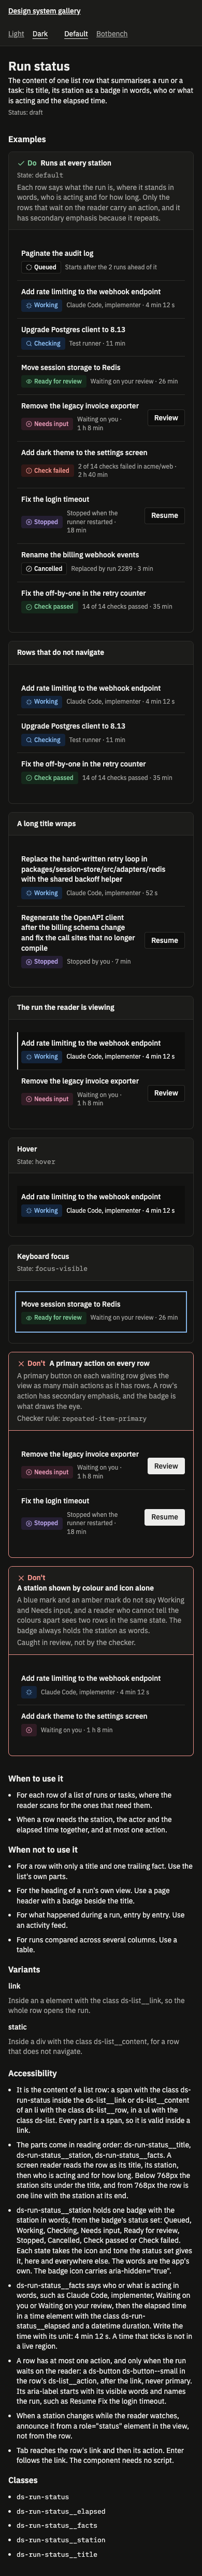 Design system gallery
Light Dark Default Botbench
Run status
The content of one list row that summarises a run or a
task: its title, its station as a badge in words, who or what
is acting and the elapsed time.
Status: draft
Examples
Do Runs at every station
State: default
Each row says what the run is, where it stands in
words, who is acting and for how long. Only the
rows that wait on the reader carry an action, and it
has secondary emphasis because it repeats.
Paginate the audit log
Queued Starts after the 2 runs ahead of it
Add rate limiting to the webhook endpoint
Working Claude Code, implementer · 4 min 12 s
Upgrade Postgres client to 8.13
Checking Test runner · 11 min
Move session storage to Redis
Ready for review Waiting on your review · 26 min
Remove the legacy invoice exporter
Needs input Waiting on you ·
1 h 8 min
Review
Add dark theme to the settings screen
Check failed 2 of 14 checks failed in acme/web ·
2 h 40 min
Fix the login timeout
Stopped Stopped when the
runner restarted ·
18 min
Resume
Rename the billing webhook events
Cancelled Replaced by run 2289 · 3 min
Fix the off-by-one in the retry counter
Check passed 14 of 14 checks passed · 35 min
Rows that do not navigate
Add rate limiting to the webhook endpoint
Working Claude Code, implementer · 4 min 12 s
Upgrade Postgres client to 8.13
Checking Test runner · 11 min
Fix the off-by-one in the retry counter
Check passed 14 of 14 checks passed · 35 min
A long title wraps
Replace the hand-written retry loop in
packages/session-store/src/adapters/redis
with the shared backoff helper
Working Claude Code, implementer · 52 s
Regenerate the OpenAPI client
after the billing schema change
and fix the call sites that no longer
compile
Stopped Stopped by you · 7 min
Resume
The run the reader is viewing
Add rate limiting to the webhook endpoint
Working Claude Code, implementer · 4 min 12 s
Remove the legacy invoice exporter
Needs input Waiting on you ·
1 h 8 min
Review
Hover
State: hover
Add rate limiting to the webhook endpoint
Working Claude Code, implementer · 4 min 12 s
Keyboard focus
State: focus-visible
Move session storage to Redis
Ready for review Waiting on your review · 26 min
Don't A primary action on every row
A primary button on each waiting row gives the
view as many main actions as it has rows. A row's
action has secondary emphasis, and the badge is
what draws the eye.
Checker rule: repeated-item-primary
Remove the legacy invoice exporter
Needs input Waiting on you ·
1 h 8 min
Review
Fix the login timeout
Stopped Stopped when the
runner restarted ·
18 min
Resume
Don't
A station shown by colour and icon alone
A blue mark and an amber mark do not say Working
and Needs input, and a reader who cannot tell the
colours apart sees two rows in the same state. The
badge always holds the station as words.
Caught in review, not by the checker.
Add rate limiting to the webhook endpoint
Claude Code, implementer · 4 min 12 s
Add dark theme to the settings screen
Waiting on you · 1 h 8 min
When to use it
• For each row of a list of runs or tasks, where the
reader scans for the ones that need them.
• When a row needs the station, the actor and the
elapsed time together, and at most one action.
When not to use it
• For a row with only a title and one trailing fact. Use the
list's own parts.
• For the heading of a run's own view. Use a page
header with a badge beside the title.
• For what happened during a run, entry by entry. Use
an activity feed.
• For runs compared across several columns. Use a
table.
Variants
link
Inside an a element with the class ds-list__link, so the
whole row opens the run.
static
Inside a div with the class ds-list__content, for a row
that does not navigate.
Accessibility
• It is the content of a list row: a span with the class ds-
run-status inside the ds-list__link or ds-list__content
of an li with the class ds-list__row, in a ul with the
class ds-list. Every part is a span, so it is valid inside a
link.
• The parts come in reading order: ds-run-status__title,
ds-run-status__station, ds-run-status__facts. A
screen reader reads the row as its title, its station,
then who is acting and for how long. Below 768px the
station sits under the title, and from 768px the row is
one line with the station at its end.
• ds-run-status__station holds one badge with the
station in words, from the badge's status set: Queued,
Working, Checking, Needs input, Ready for review,
Stopped, Cancelled, Check passed or Check failed.
Each state takes the icon and tone the status set gives
it, here and everywhere else. The words are the app's
own. The badge icon carries aria-hidden="true".
• ds-run-status__facts says who or what is acting in
words, such as Claude Code, implementer, Waiting on
you or Waiting on your review, then the elapsed time
in a time element with the class ds-run-
status__elapsed and a datetime duration. Write the
time with its unit: 4 min 12 s. A time that ticks is not in
a live region.
• A row has at most one action, and only when the run
waits on the reader: a ds-button ds-button--small in
the row's ds-list__action, after the link, never primary.
Its aria-label starts with its visible words and names
the run, such as Resume Fix the login timeout.
• When a station changes while the reader watches,
announce it from a role="status" element in the view,
not from the row.
• Tab reaches the row's link and then its action. Enter
follows the link. The component needs no script.
Classes
• ds-run-status
• ds-run-status__elapsed
• ds-run-status__facts
• ds-run-status__station
• ds-run-status__title